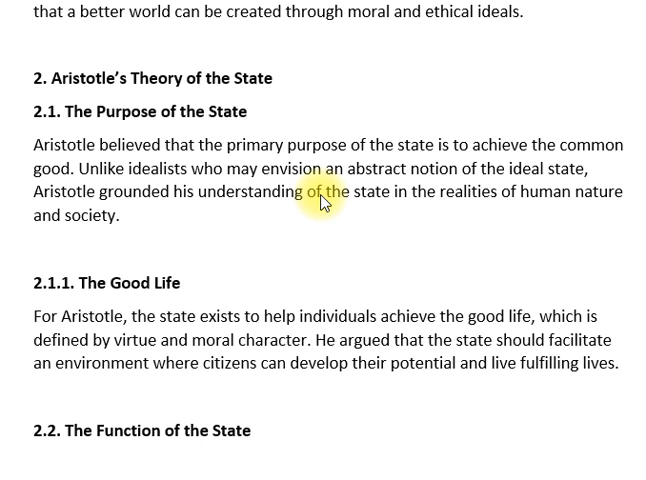 that a better world can be created through moral and ethical ideals.
2. Aristotle’s Theory of the State
2.1. The Purpose of the State
Aristotle believed that the primary purpose of the state is to achieve the common
good. Unlike idealists who may envision an abstract notion of the ideal state,
Aristotle grounded his understanding of the state in the realities of human nature
and society.
2.1.1. The Good Life
For Aristotle, the state exists to help individuals achieve the good life, which is
defined by virtue and moral character. He argued that the state should facilitate
an environment where citizens can develop their potential and live fulfilling lives.
2.2. The Function of the State